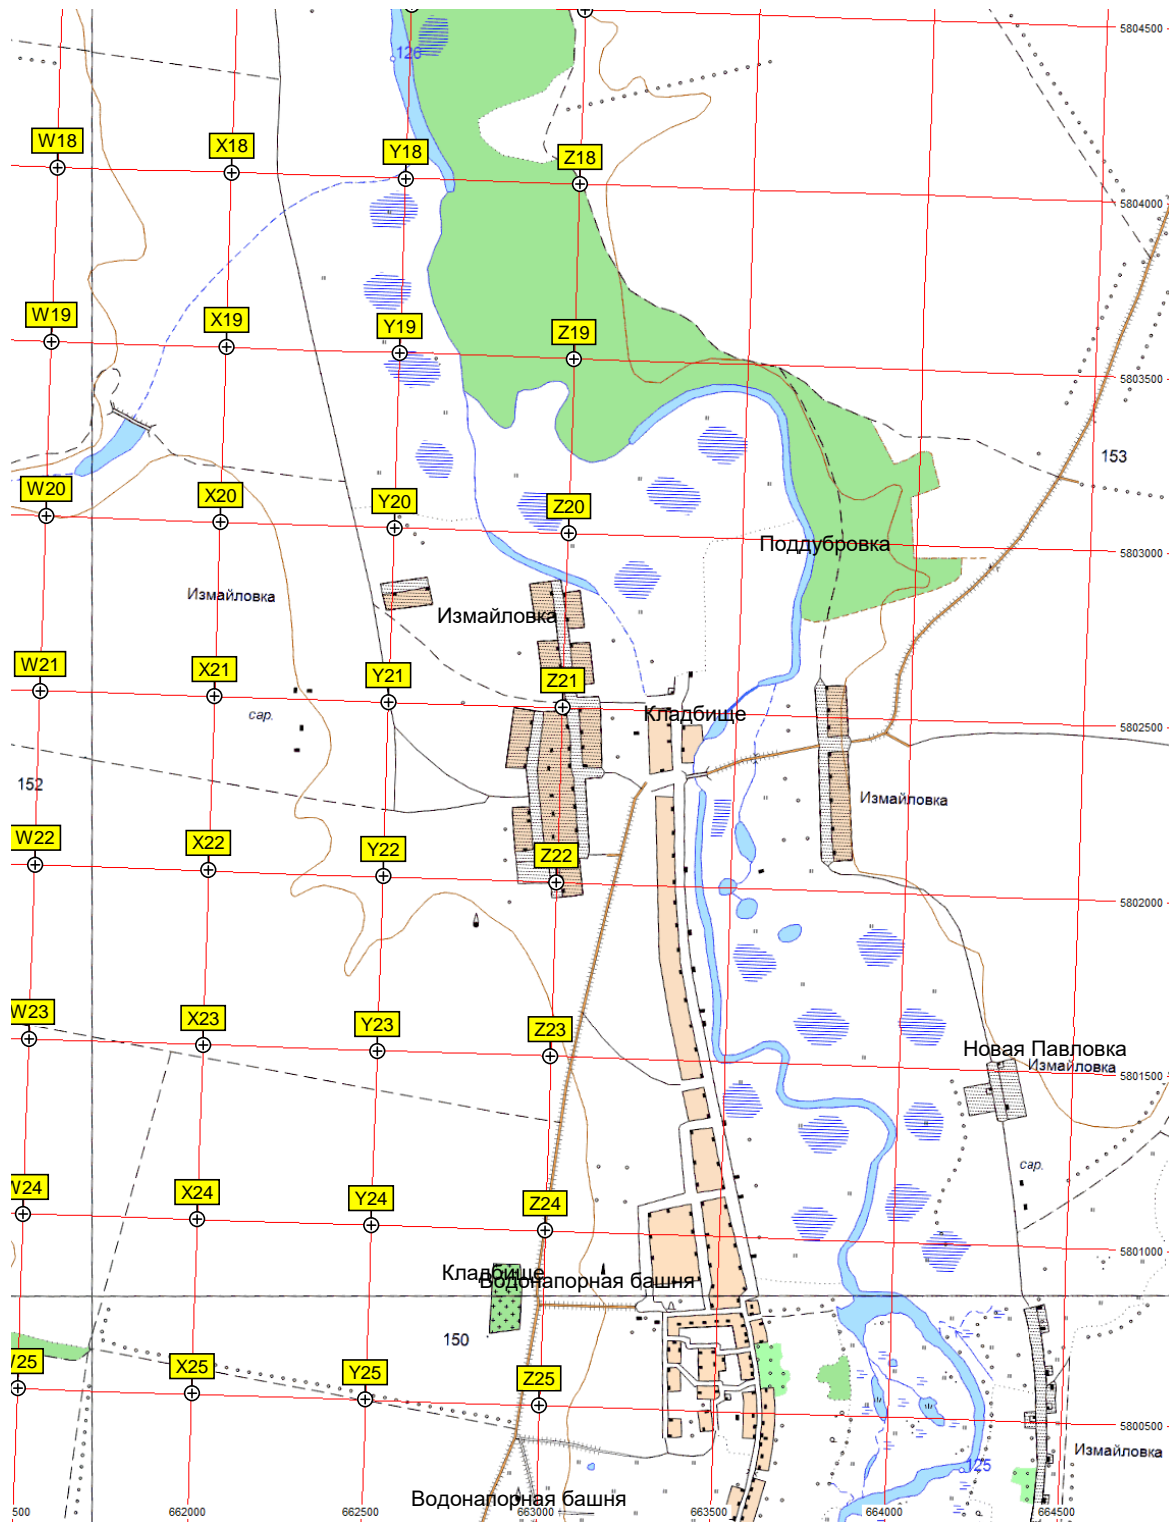 5804500
126
W18
X18
Y18
Z18
5804000
W19
X19
Y19
Z19
5803500
153
W20
X20
Y20
Z20
Поддубровка
5803000
Измайловка
Измайловка
W21
X21
Y21
Z21
сар.
Кладбище
5802500
152
Измайловка
W22
X22
Y22
Z22
5802000
W23
X23
Y23
Z23
Новая Павловка
Измайловка
5801500
сар.
W24
X24
Y24
Z24
5801000
Кладбище
Водонапорная башня
150
/25
X25
Y25
Z25
5800500
Измайловка
125
Водонапорная башня
500
662000
662500
663000
663500
664000
664500